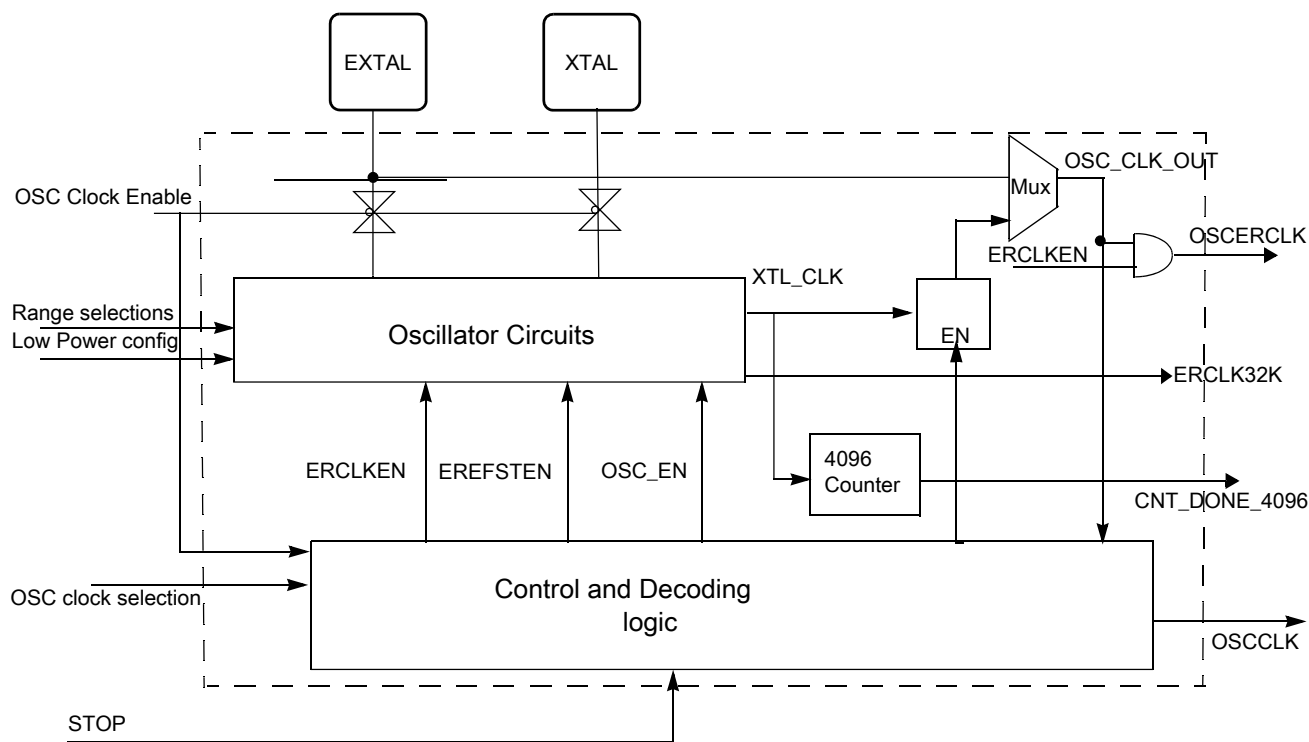 EXTAL
XTAL
OSC_CLK_OUT
Mux
OSC Clock Enable
OSCERCLK
ERCLKEN
XTL_CLK
Range selections
Oscillator Circuits
EN
Low Power config
ERCLK32K
ERCLKEN
EREFSTEN
OSC_EN
4096
Counter
CNT_DONE_4096
Control and Decoding
logic
OSC clock selection
OSCCLK
STOP